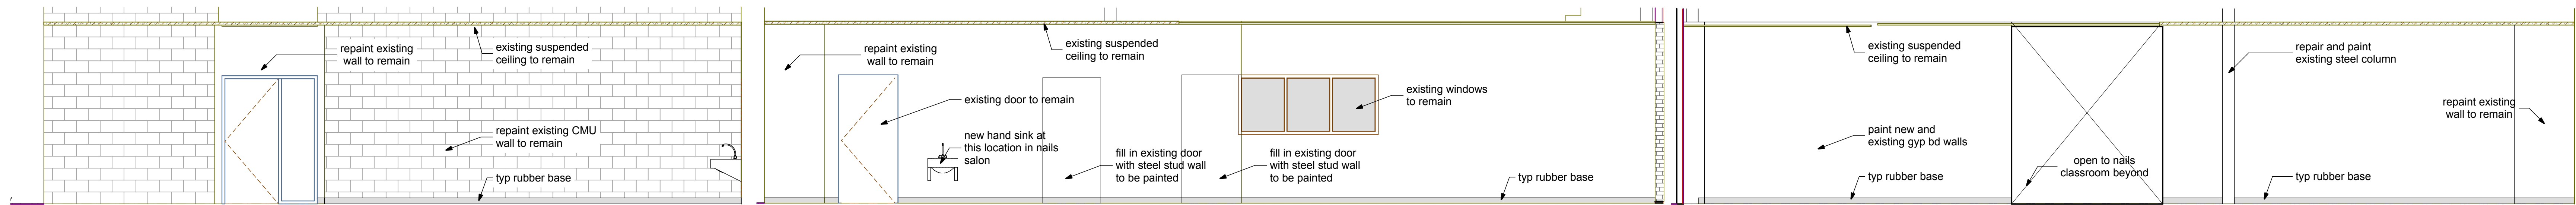 repaint existing
wall to remain
existing suspended
ceiling to remain
repaint existing CMU
wall to remain
typ rubber base
repaint existing
wall to remain
existing suspended
ceiling to remain
existing door to remain
new hand sink at
this location in nails
salon
fill in existing door
with steel stud wall
to be painted
fill in existing door
with steel stud wall
to be painted
existing windows
to remain
typ rubber base
existing suspended
ceiling to remain
paint new and
existing gyp bd walls
typ rubber base
open to nails
classroom beyond
repair and paint
existing steel column
typ rubber base
repaint existing
wall to remain